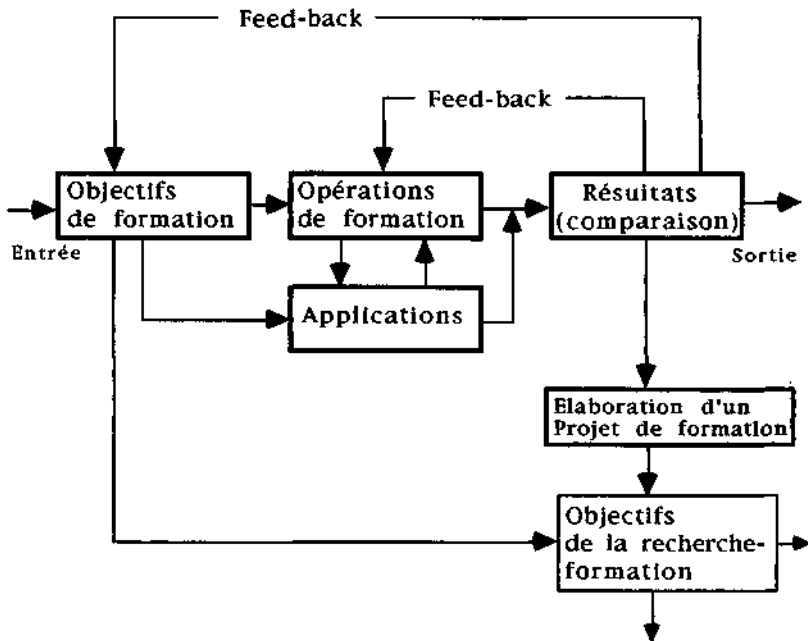 Feed-back
Feed-back
Objectifs
de formation
Opérations
de formation
Résultats
(comparaison)
Entrée
Sortie
Applications
Elaboration d'un
Projet de formation
Objectifs
de la recherche-
formation